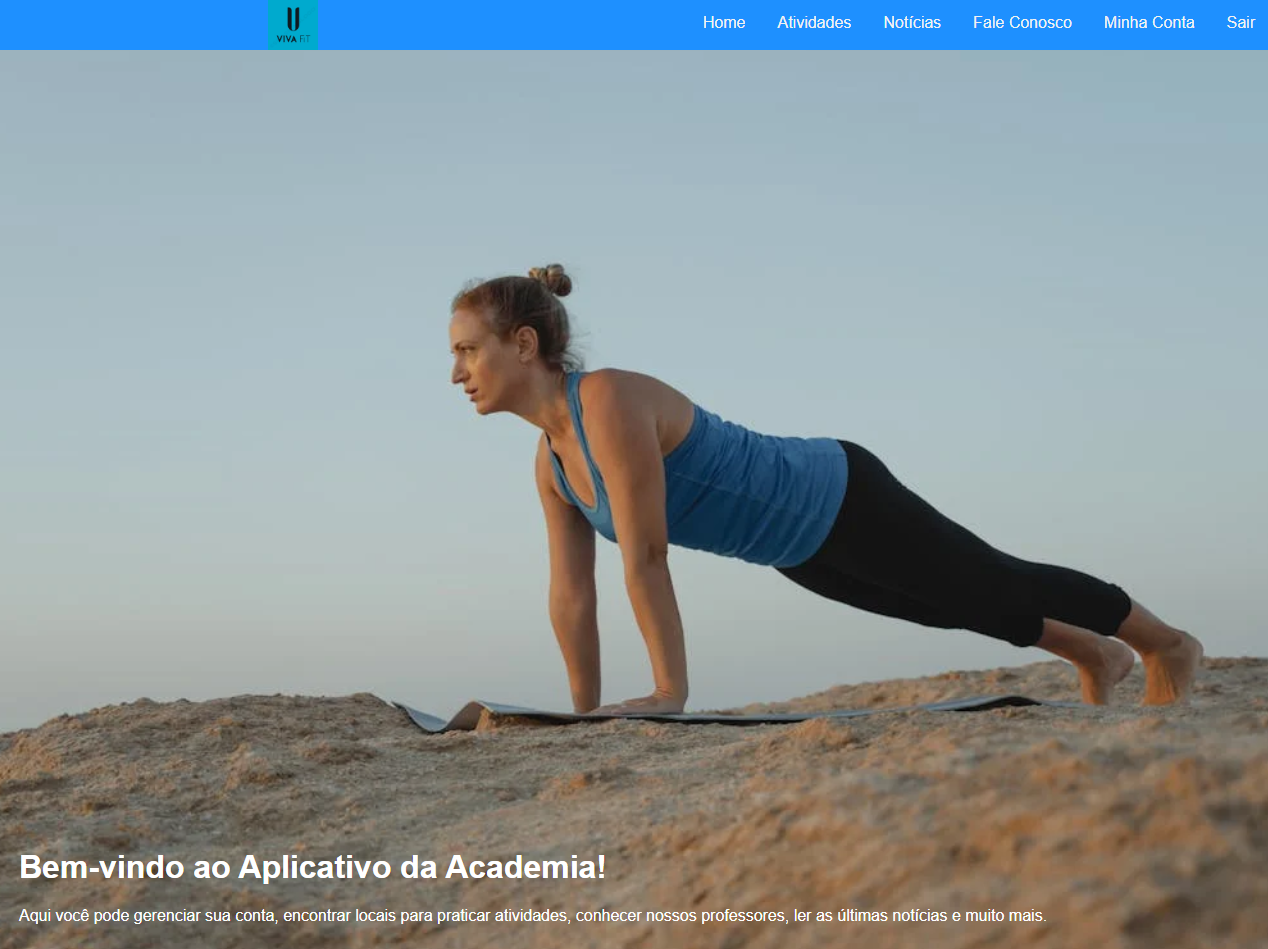 VIVA FIT
Home Atividades Notícias Fale Conosco Minha Conta Sair
Bem-vindo ao Aplicativo da Academia!
Aqui você pode gerenciar sua conta, encontrar locais para praticar atividades, conhecer nossos professores, ler as últimas notícias e muito mais.